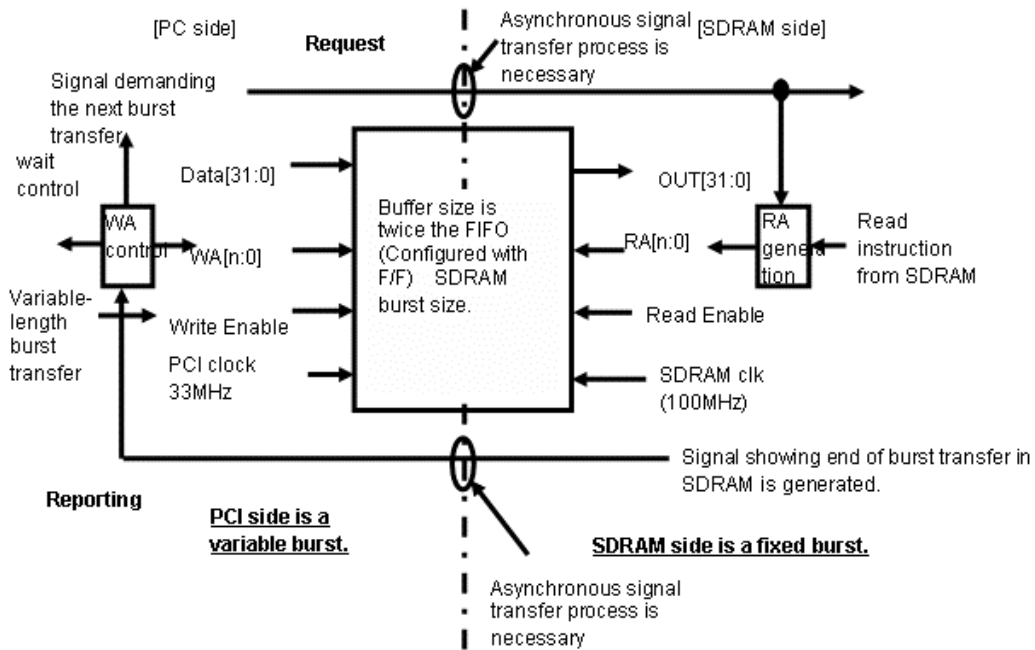 [PC side]
Request
Asynchronous signal
transfer process is
necessary
[SDRAM side]
Signal demanding
the next burst
transfer
wait
control
Data[31:0]
OUT[31:0]
WA
control
WA[n:0]
Buffer size is
twice the FIFO
(Configured with
F/F) SDRAM
burst size.
RA[n:0]
RA
genera
tion
Read
instruction
from SDRAM
Variable-
length
burst
transfer
Write Enable
Read Enable
PCI clock
33MHz
SDRAM clk
(100MHz)
Signal showing end of burst transfer in
SDRAM is generated.
Reporting
PCI side is a
variable burst.
SDRAM side is a fixed burst.
Asynchronous signal
transfer process is
necessary